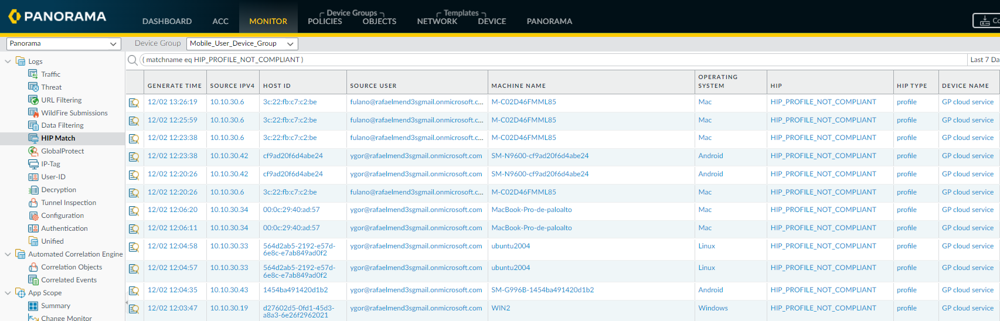 PANORAMA
Device Groups Templates
DASHBOARD ACC MONITOR POLICIES OBJECTS NETWORK DEVICE PANORAMA
Panorama Device Group Mobile_User_Device_Group
Logs
Traffic
Threat
URL Filtering
WildFire Submissions
Data Filtering
HIP Match
GlobalProtect
IP-Tag
User-ID
Decryption
Tunnel Inspection
Configuration
Authentication
Unified
Automated Correlation Engine
Correlation Objects
Correlated Events
App Scope
Summary
Change Monitor
( matchname eq HIP_PROFILE_NOT_COMPLIANT ) Last 7 Da
GENERATE TIME SOURCE IPV4 HOST ID SOURCE USER MACHINE NAME OPERATING SYSTEM HIP HIP TYPE DEVICE NAME
12/02 13:26:19 10.10.30.6 3c:22:fb:c7:c2:be fulano@rafaelmend3sgmail.onmicrosoft.c... M-C02D46FMML85 Mac HIP_PROFILE_NOT_COMPLIANT profile GP cloud service
12/02 12:25:59 10.10.30.6 3c:22:fb:c7:c2:be fulano@rafaelmend3sgmail.onmicrosoft.c... M-C02D46FMML85 Mac HIP_PROFILE_NOT_COMPLIANT profile GP cloud service
12/02 12:23:38 10.10.30.6 3c:22:fb:c7:c2:be fulano@rafaelmend3sgmail.onmicrosoft.c... M-C02D46FMML85 Mac HIP_PROFILE_NOT_COMPLIANT profile GP cloud service
12/02 12:23:38 10.10.30.42 cf9ad20f6d4abe24 ygor@rafaelmend3sgmail.onmicrosoft.com SM-N9600-cf9ad20f6d4abe24 Android HIP_PROFILE_NOT_COMPLIANT profile GP cloud service
12/02 12:20:26 10.10.30.42 cf9ad20f6d4abe24 ygor@rafaelmend3sgmail.onmicrosoft.com SM-N9600-cf9ad20f6d4abe24 Android HIP_PROFILE_NOT_COMPLIANT profile GP cloud service
12/02 12:20:26 10.10.30.6 3c:22:fb:c7:c2:be fulano@rafaelmend3sgmail.onmicrosoft.c... M-C02D46FMML85 Mac HIP_PROFILE_NOT_COMPLIANT profile GP cloud service
12/02 12:06:20 10.10.30.34 00:0c:29:40:ad:57 ygor@rafaelmend3sgmail.onmicrosoft.com MacBook-Pro-de-paloalto Mac HIP_PROFILE_NOT_COMPLIANT profile GP cloud service
12/02 12:06:11 10.10.30.34 00:0c:29:40:ad:57 ygor@rafaelmend3sgmail.onmicrosoft.com MacBook-Pro-de-paloalto Mac HIP_PROFILE_NOT_COMPLIANT profile GP cloud service
12/02 12:04:58 10.10.30.33 564d2ab5-2192-e57d-6e8c-e7ab849ad0f2 ygor@rafaelmend3sgmail.onmicrosoft.com ubuntu2004 Linux HIP_PROFILE_NOT_COMPLIANT profile GP cloud service
12/02 12:04:57 10.10.30.33 564d2ab5-2192-e57d-6e8c-e7ab849ad0f2 ygor@rafaelmend3sgmail.onmicrosoft.com ubuntu2004 Linux HIP_PROFILE_NOT_COMPLIANT profile GP cloud service
12/02 12:04:35 10.10.30.43 1454ba491420d1b2 ygor@rafaelmend3sgmail.onmicrosoft.com SM-G996B-1454ba491420d1b2 Android HIP_PROFILE_NOT_COMPLIANT profile GP cloud service
12/02 12:03:47 10.10.30.19 d27602d5-0fd1-45d3-a8a3-6e26f2962021 ygor@rafaelmend3sgmail.onmicrosoft.com WIN2 Windows HIP_PROFILE_NOT_COMPLIANT profile GP cloud service